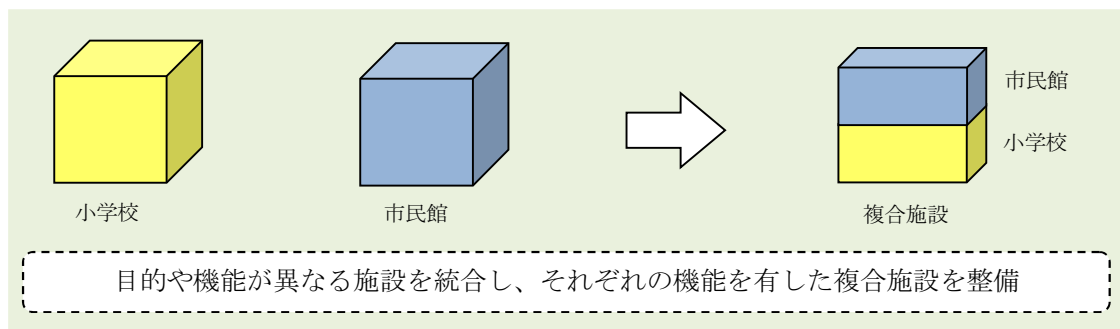 市民館
小学校
小学校
市民館
複合施設
目的や機能が異なる施設を統合し、それぞれの機能を有した複合施設を整備